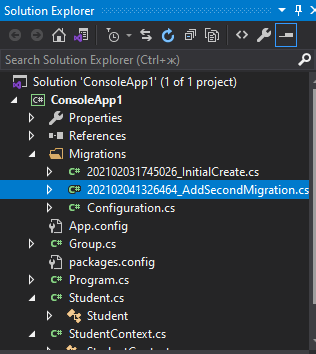 Solution Explorer
Search Solution Explorer (Ctrl+ж)
Solution 'ConsoleApp1' (1 of 1 project)
C# ConsoleApp1
Properties
References
Migrations
C# 202102031745026_InitialCreate.cs
C# 202102041326464_AddSecondMigration.cs
C# Configuration.cs
App.config
C# Group.cs
packages.config
C# Program.cs
C# Student.cs
Student
C# StudentContext.cs
StudentContext